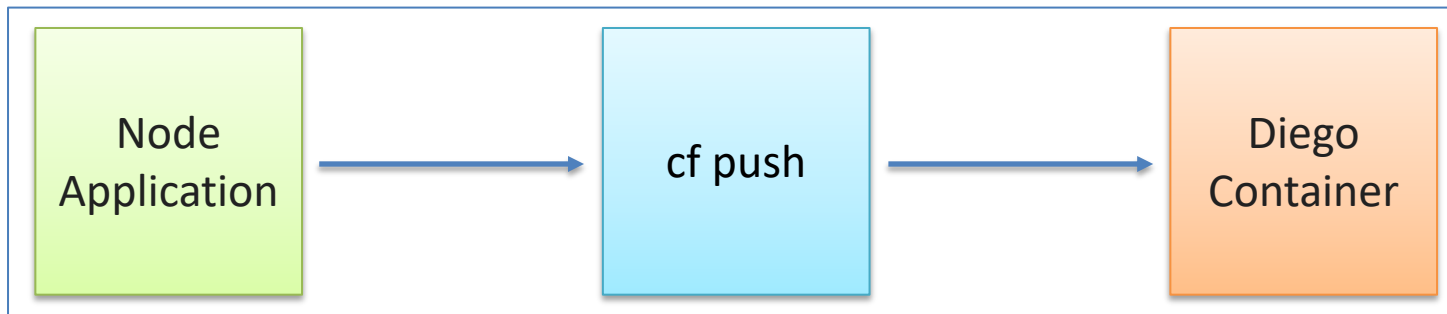 Node
Application
cf push
Diego
Container